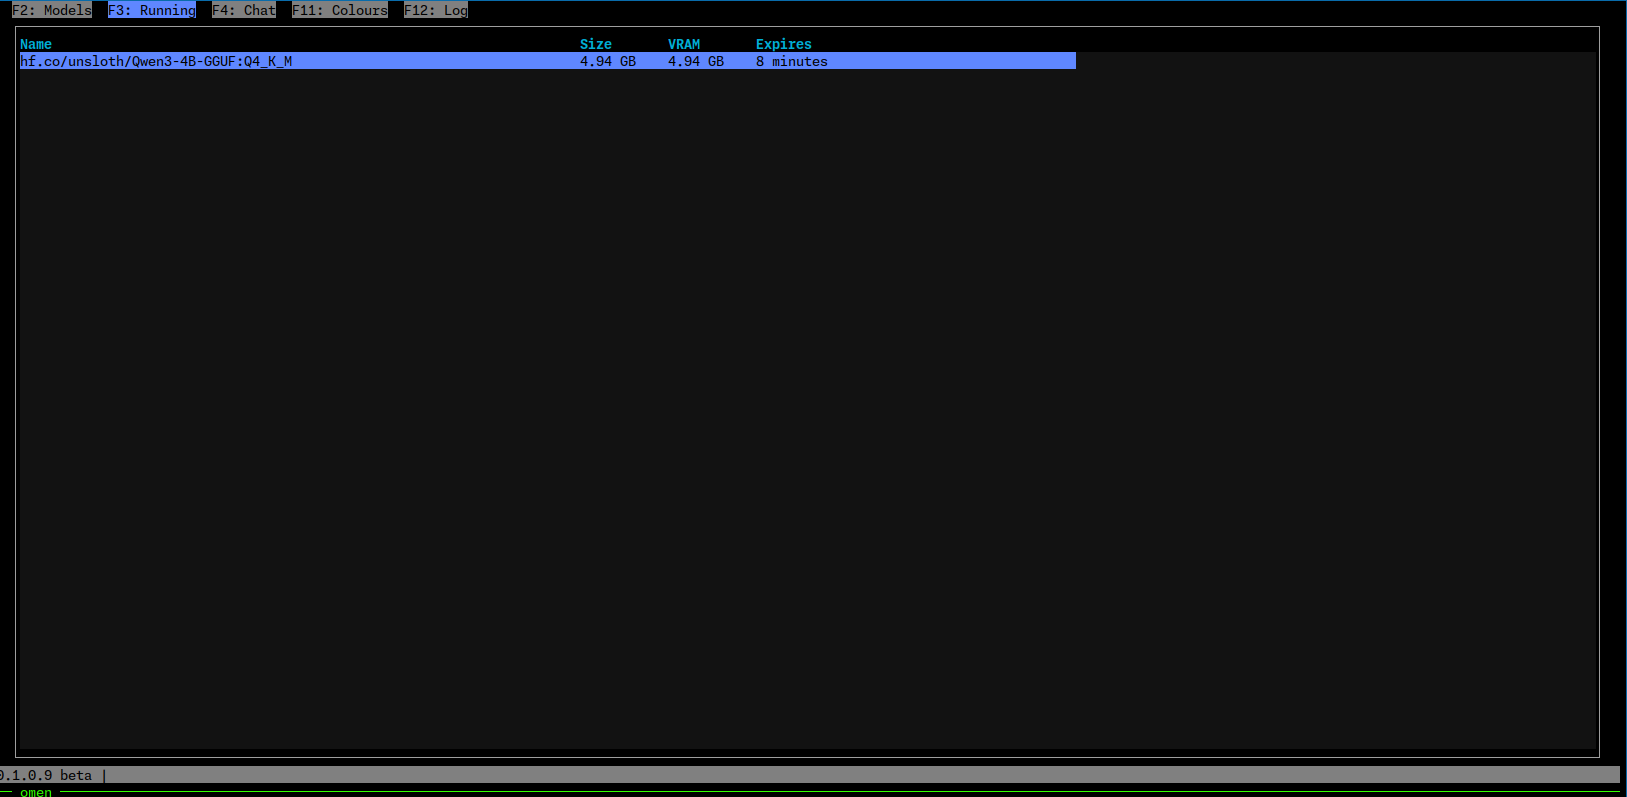 F2: Models F3: Running F4: Chat F11: Colours F12: Log
Name Size VRAM Expires
hf.co/unsloth/Qwen3-4B-GGUF:Q4_K_M 4.94 GB 4.94 GB 8 minutes
0.1.0.9 beta |
omen